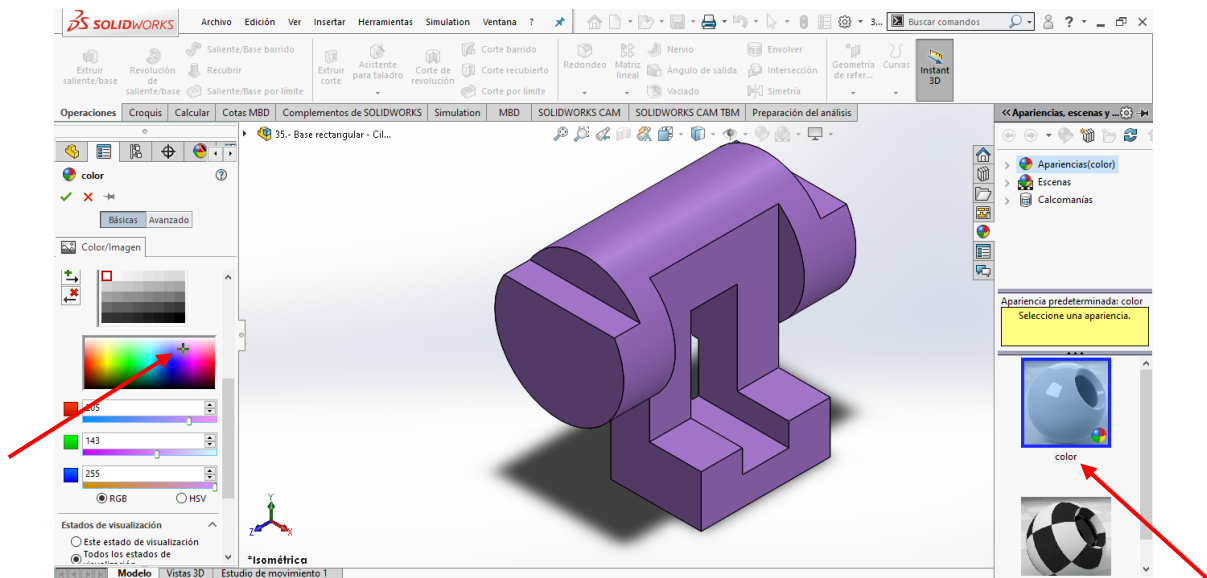 SOLIDWORKS
Archivo Edición Ver Insertar Herramientas Simulation Ventana ?
3...
Buscar comandos
?
Extruir saliente/base
Revolución de saliente/base
Saliente/Base barrido
Recubrir
Saliente/Base por límite
Extruir corte
Asistente para taladro
Corte de revolución
Corte barrido
Corte recubierto
Corte por límite
Redondeo
Matriz lineal
Nervio
Ángulo de salida
Vaciado
Envolver
Intersección
Simetría
Geometría de refer...
Curvas
Instant 3D
Operaciones Croquis Calcular Cotas MBD Complementos de SOLIDWORKS Simulation MBD SOLIDWORKS CAM SOLIDWORKS CAM TBM Preparación del análisis
35.- Base rectangular - Cil...
color
Básicas Avanzado
Color/Imagen
205
143
255
RGB HSV
Estados de visualización
Este estado de visualización
Todos los estados de
visualización
Y
Z X
*Isométrica
Modelo Vistas 3D Estudio de movimiento 1
Apariencias, escenas y ...
Apariencias(color)
Escenas
Calcomanías
Apariencia predeterminada: color
Seleccione una apariencia.
color